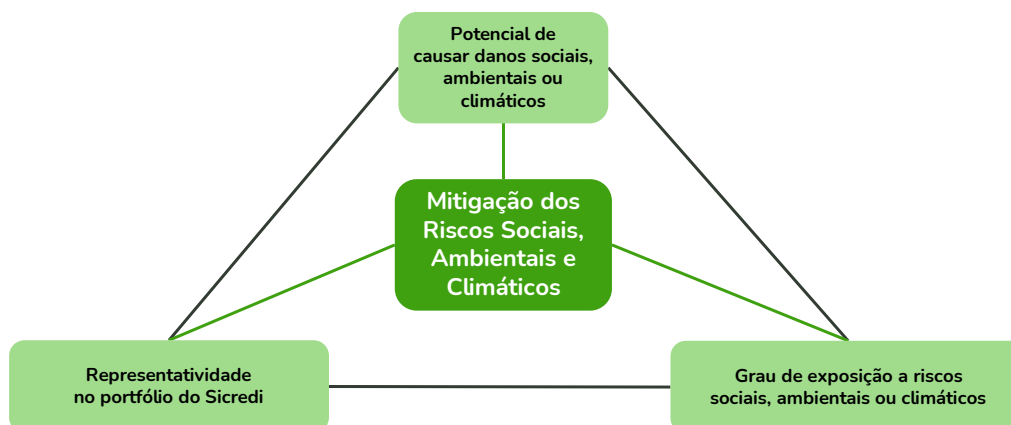 Potencial de
causar danos sociais,
ambientais ou
climáticos
Mitigação dos
Riscos Sociais,
Ambientais e
Climáticos
Representatividade
no portfólio do Sicredi
Grau de exposição a riscos
sociais, ambientais ou climáticos